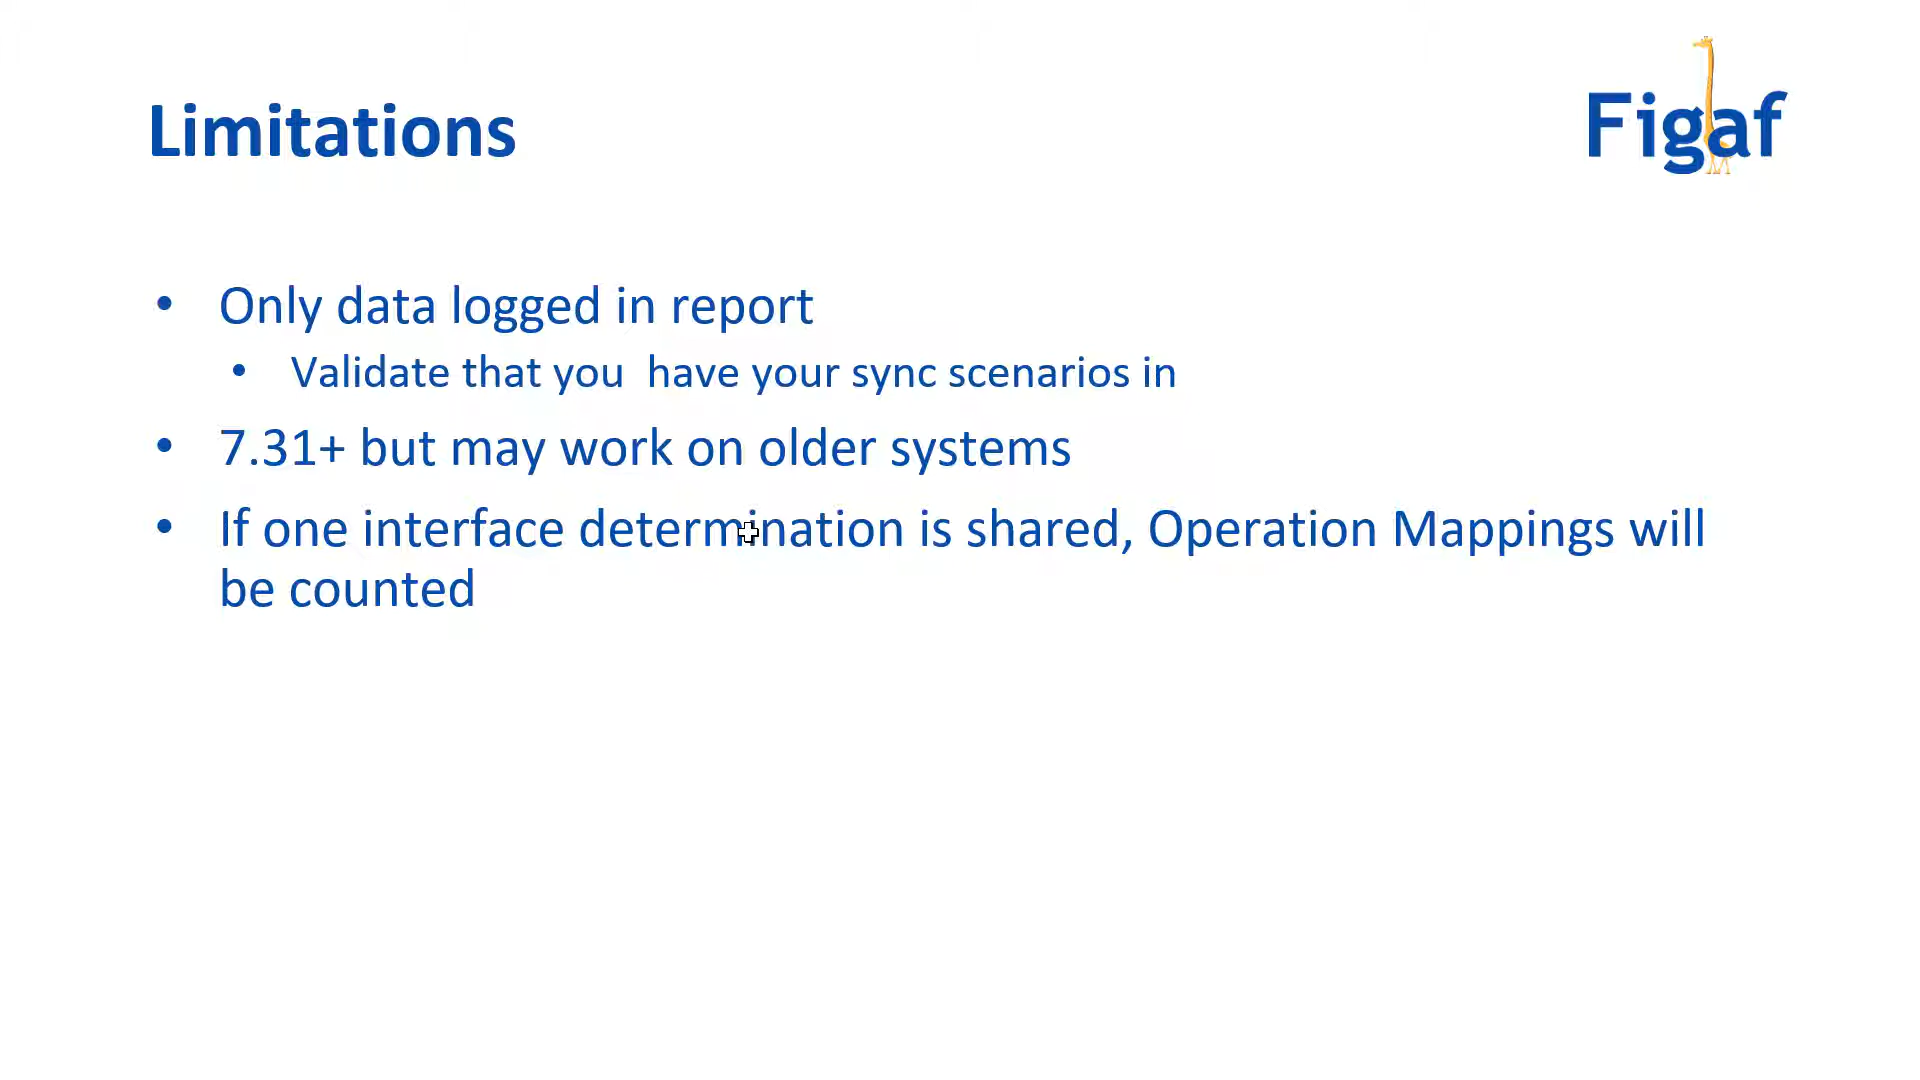 Limitations
Figaf
• Only data logged in report
• Validate that you  have your sync scenarios in
• 7.31+ but may work on older systems
• If one interface determination is shared, Operation Mappings will
be counted